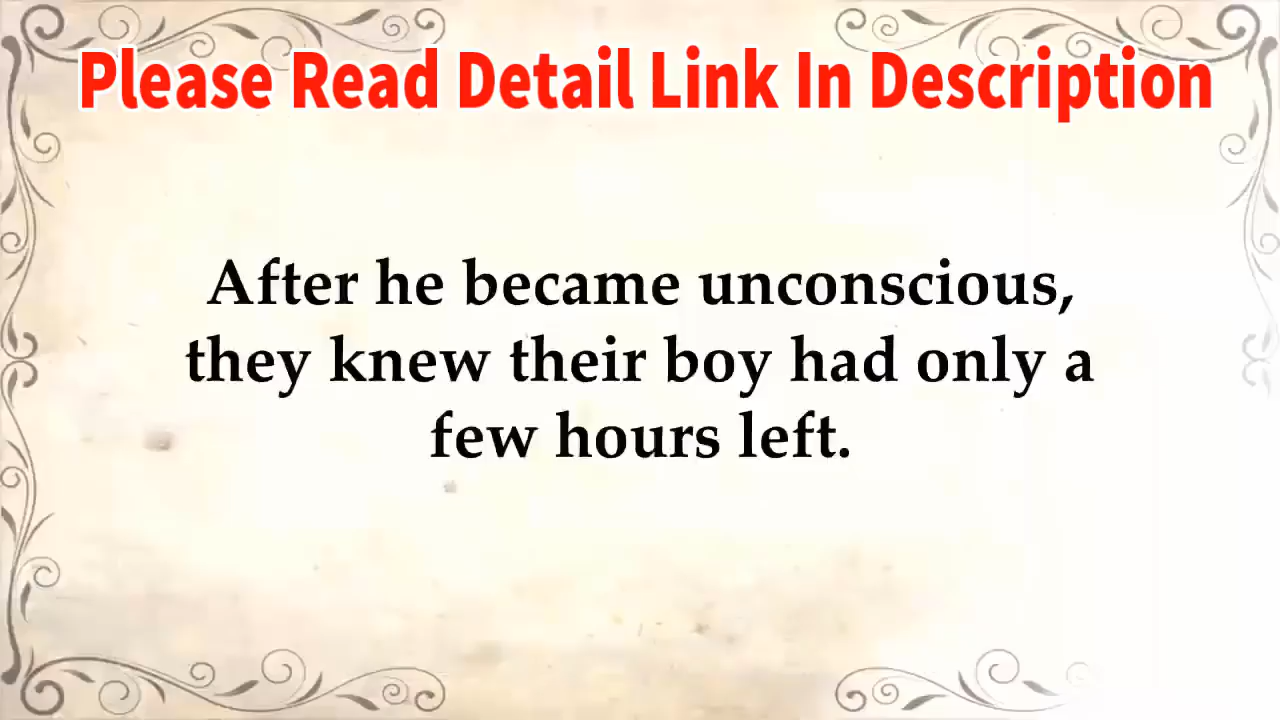 Please Read Detail Link In Description
After he became unconscious,
they knew their boy had only a
few hours left.